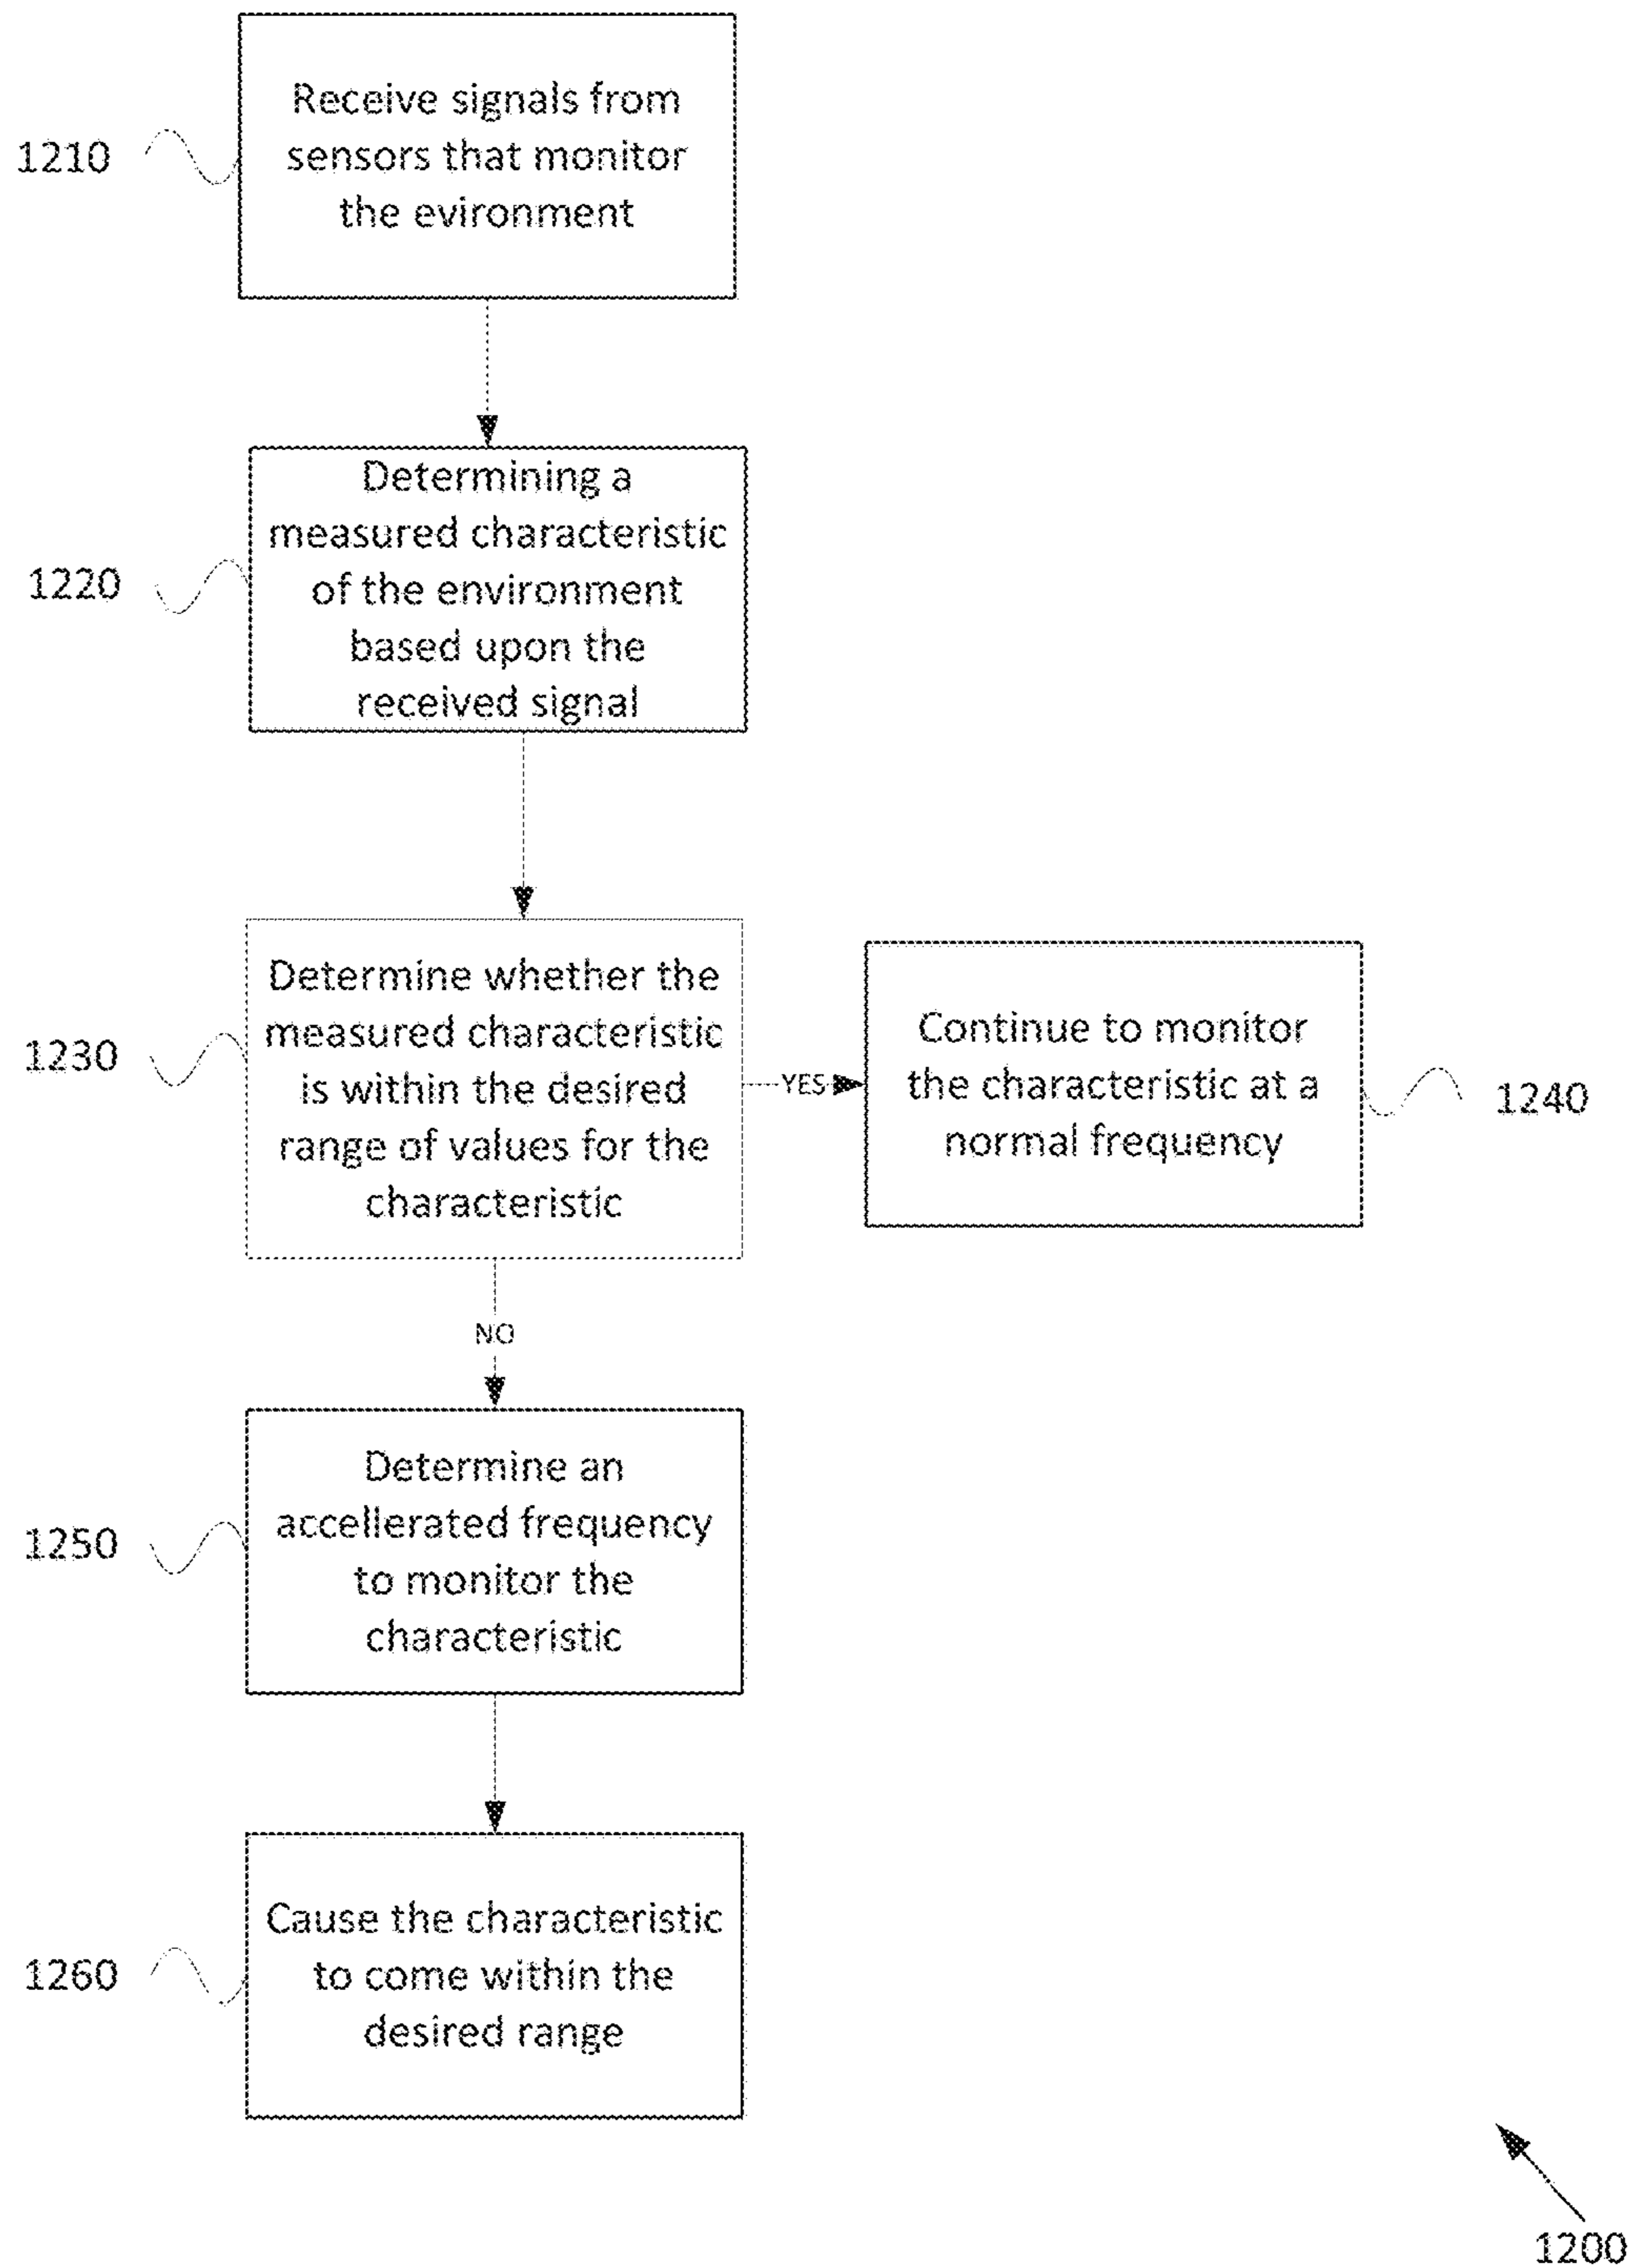 1210
Receive signals from
sensors that monitor
the evironment
1220
Determining a
measured characteristic
of the environment
based upon the
received signal
1230
Determine whether the
measured characteristic
is within the desired
range of values for the
characteristic
YES
Continue to monitor
the characteristic at a
normal frequency
1240
NO
1250
Determine an
accellerated frequency
to monitor the
characteristic
1260
Cause the characteristic
to come within the
desired range
1200